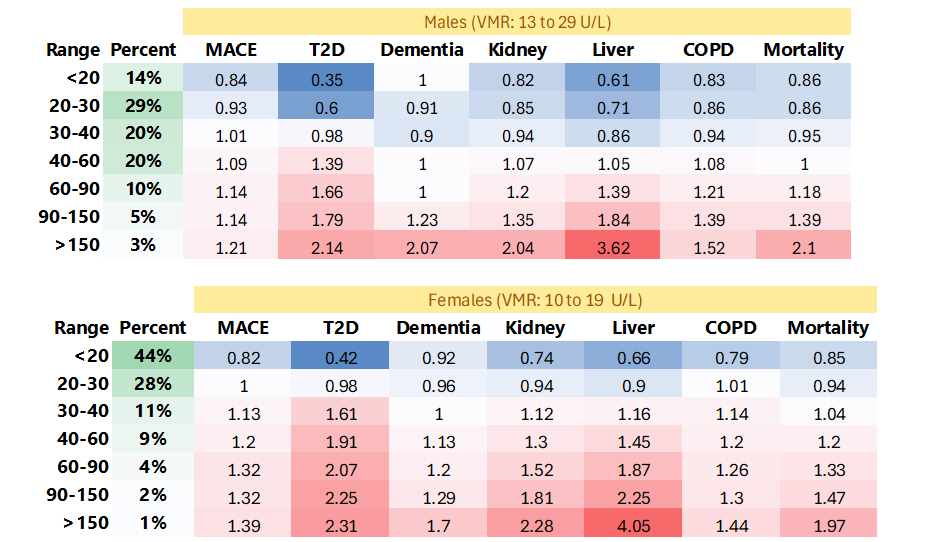 Males (VMR: 13 to 29 U/L)
Range Percent MACE T2D Dementia Kidney Liver COPD Mortality
<20 14% 0.84 0.35 1 0.82 0.61 0.83 0.86
20-30 29% 0.93 0.6 0.91 0.85 0.71 0.86 0.86
30-40 20% 1.01 0.98 0.9 0.94 0.86 0.94 0.95
40-60 20% 1.09 1.39 1 1.07 1.05 1.08 1
60-90 10% 1.14 1.66 1 1.2 1.39 1.21 1.18
90-150 5% 1.14 1.79 1.23 1.35 1.84 1.39 1.39
>150 3% 1.21 2.14 2.07 2.04 3.62 1.52 2.1
Females (VMR: 10 to 19 U/L)
Range Percent MACE T2D Dementia Kidney Liver COPD Mortality
<20 44% 0.82 0.42 0.92 0.74 0.66 0.79 0.85
20-30 28% 1 0.98 0.96 0.94 0.9 1.01 0.94
30-40 11% 1.13 1.61 1 1.12 1.16 1.14 1.04
40-60 9% 1.2 1.91 1.13 1.3 1.45 1.2 1.2
60-90 4% 1.32 2.07 1.2 1.52 1.87 1.26 1.33
90-150 2% 1.32 2.25 1.29 1.81 2.25 1.3 1.47
>150 1% 1.39 2.31 1.7 2.28 4.05 1.44 1.97